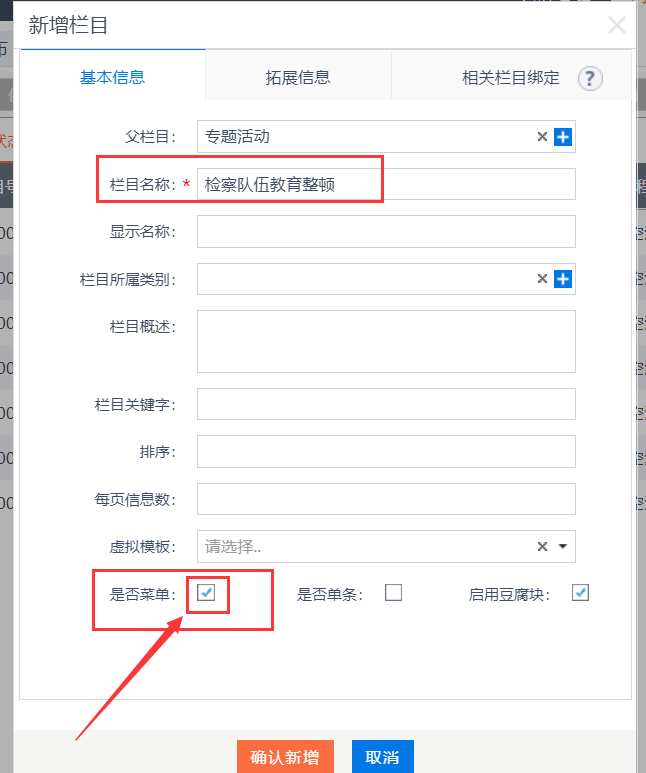 新增栏目
基本信息 拓展信息 相关栏目绑定 ?
父栏目: 专题活动
栏目名称: * 检察队伍教育整顿
显示名称:
栏目所属类别:
栏目概述:
栏目关键字:
排序:
每页信息数:
虚拟模板: 请选择..
是否菜单: 是否单条: 启用豆腐块:
确认新增 取消